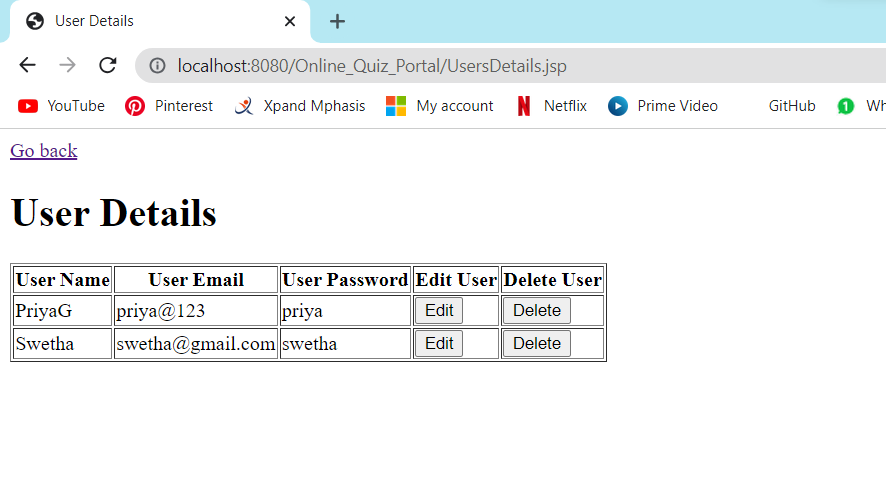 User Details
localhost:8080/Online_Quiz_Portal/UsersDetails.jsp
YouTube Pinterest Xpand Mphasis My account Netflix Prime Video GitHub
Go back
User Details
User Name User Email User Password Edit User Delete User
PriyaG priya@123 priya Edit Delete
Swetha swetha@gmail.com swetha Edit Delete